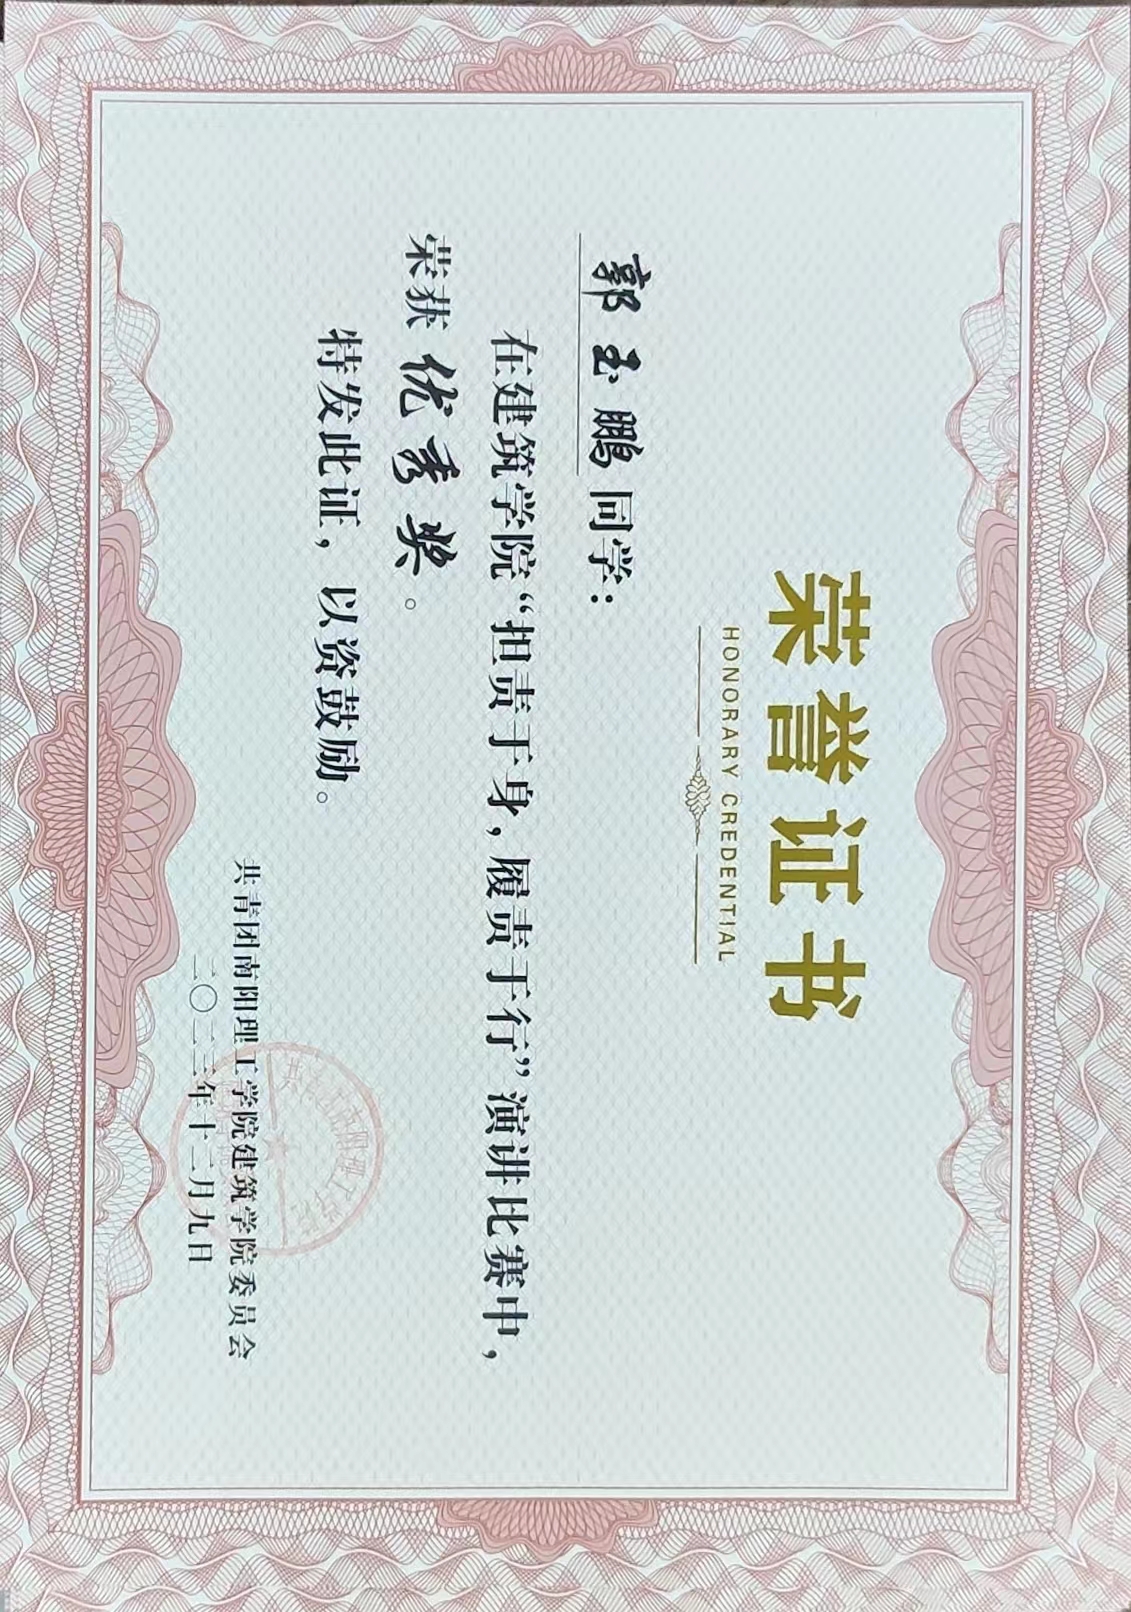 荣誉证书
HONORARY CREDENTIAL
郭玉鹏同学：
在建筑学院“担责于身，履责于行”演讲比赛中，
荣获优秀奖。
特发此证，以资鼓励。
共青团南阳理工学院建筑学院委员会
二〇二三年十二月九日